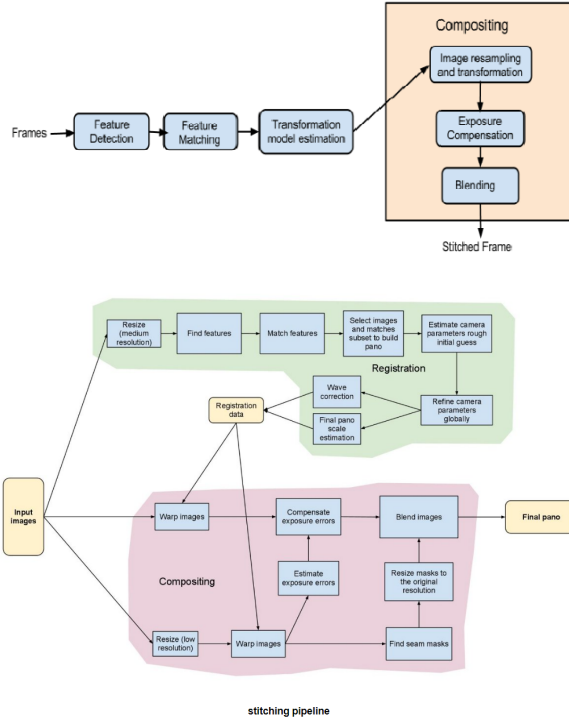 Compositing
Image resampling
and transformation
Frames
Feature
Detection
Feature
Matching
Transformation
model estimation
Exposure
Compensation
Blending
Stitched Frame
Resize
(medium
resolution)
Find features
Match features
Select images
and matches
subset to build
pano
Estimate camera
parameters rough
initial guess
Registration
Wave
correction
Registration
data
Final pano
scale
estimation
Refine camera
parameters
globally
Input
images
Warp images
Compensate
exposure errors
Blend images
Final pano
Compositing
Estimate
exposure errors
Resize masks to
the original
resolution
Resize (low
resolution)
Warp images
Find seam masks
stitching pipeline